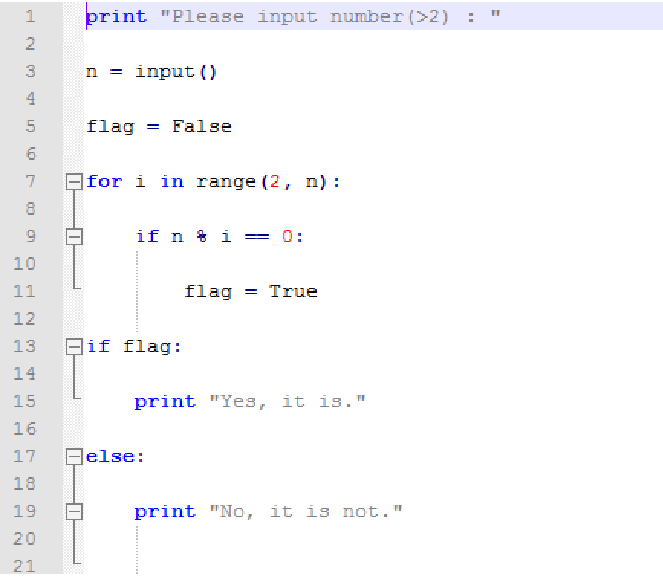 1 print "Please input number(>2) : "
2
3 n = input()
4
5 flag = False
6
7 for i in range(2, n):
8
9     if n % i == 0:
10
11         flag = True
12
13 if flag:
14
15     print "Yes, it is."
16
17 else:
18
19     print "No, it is not."
20
21